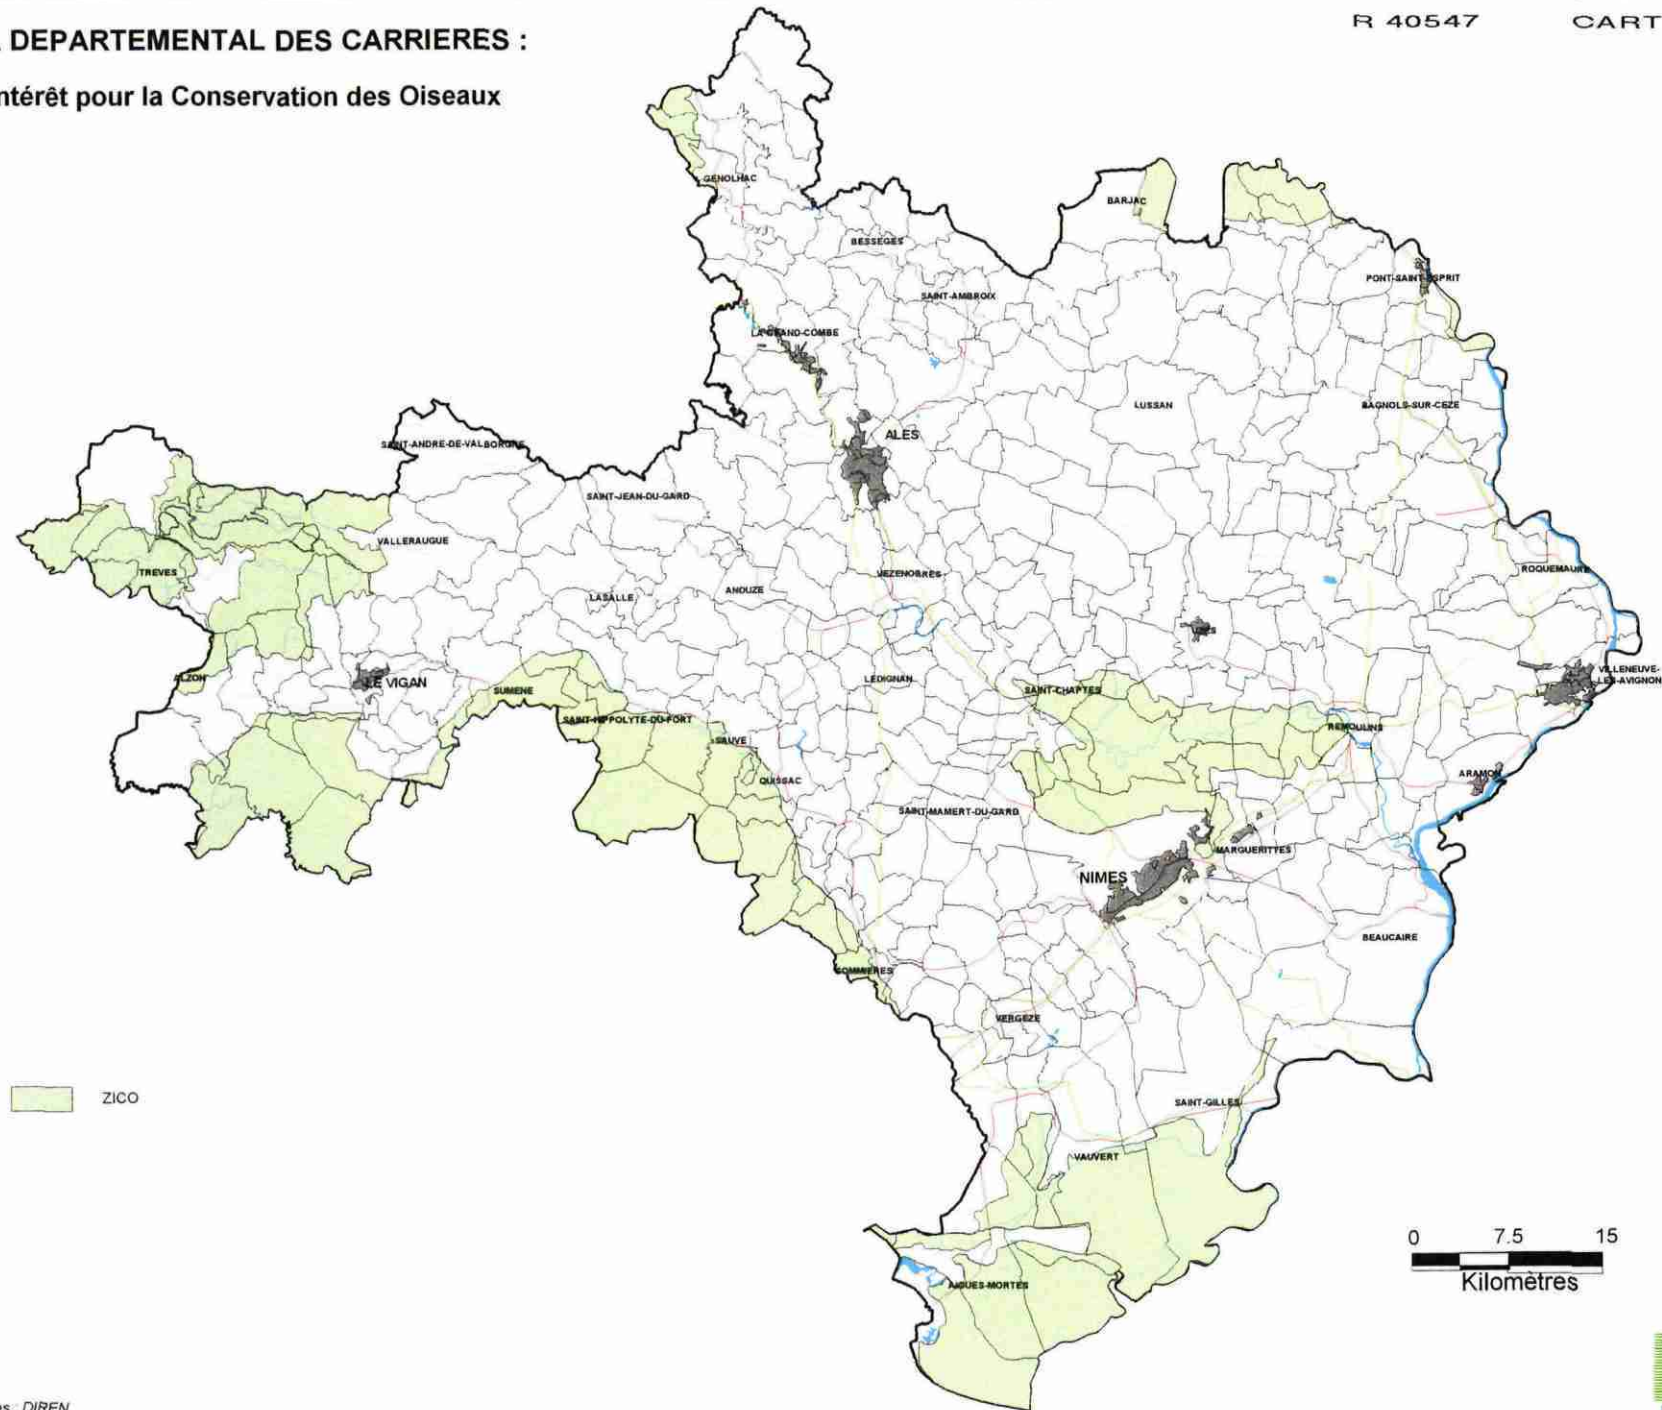 DEPARTEMENTAL DES CARRIERES :
R 40547
CART
ntérêt pour la Conservation des Oiseaux
GENOLHAC
BARJAC
BESSEGES
PONT-SAINT-ESPRIT
SAINT-AMBROIX
LA GRAND-COMBE
LUSSAN
BAGNOLS-SUR-CEZE
ALES
SAINT-ANDRE-DE-VALBORGNE
SAINT-JEAN-DU-GARD
VALLERAUGUE
TREVES
VEZENOBRES
ROQUEMAURE
ANDUZE
LASALLE
UZES
VILLENEUVE-
LES-AVIGNON
ALZON
LE VIGAN
LEDIGNAN
SUMENE
SAINT-CHAPTES
SAINT-HIPPOLYTE-DU-FORT
REMOULINS
SAUVE
QUISSAC
ARAMON
SAINT-MAMERT-DU-GARD
MARGUERITTES
NIMES
BEAUCAIRE
SOMMIERES
VERGEZE
ZICO
SAINT-GILLES
VAUVERT
0 7.5 15
Kilomètres
AIGUES-MORTES
DIREN